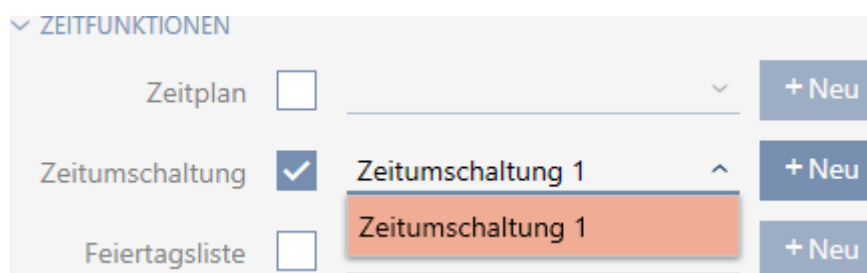 ZEITFUNKTIONEN
Zeitplan + Neu
Zeitumschaltung Zeitumschaltung 1 + Neu
Zeitumschaltung 1
Feiertagsliste + Neu